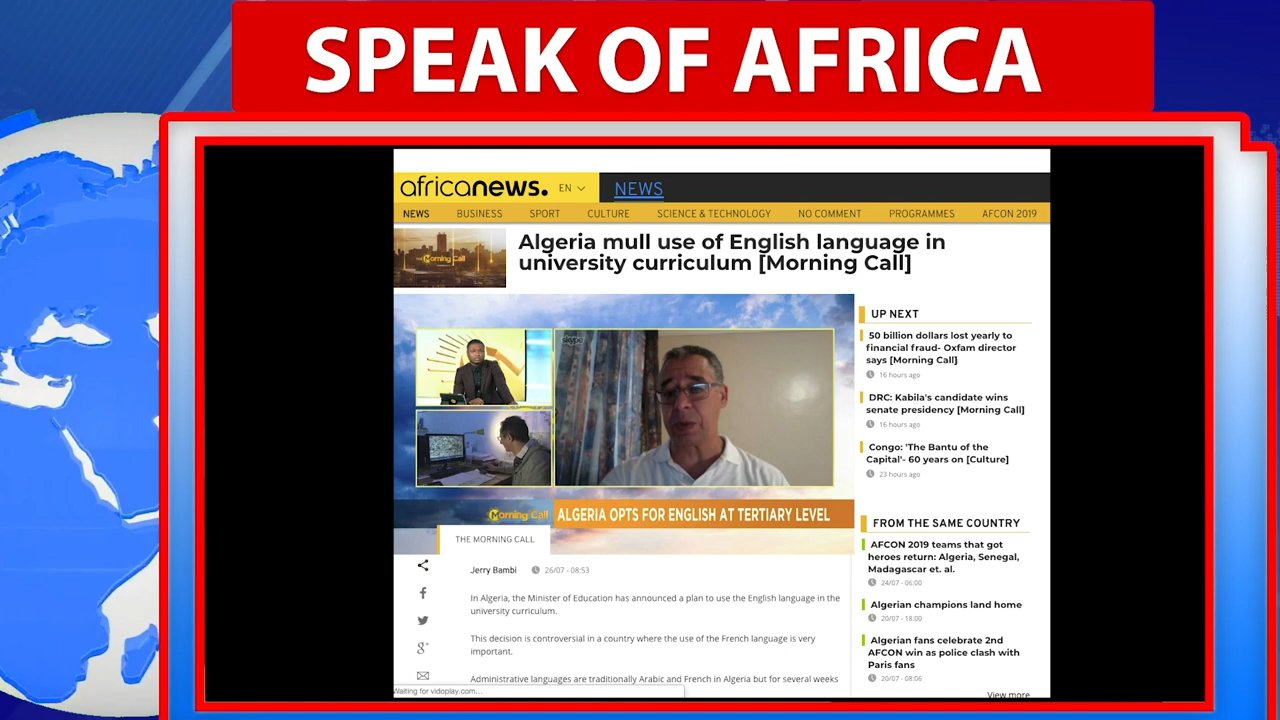 SPEAK OF AFRICA
africanews. EN NEWS
NEWS BUSINESS SPORT CULTURE SCIENCE & TECHNOLOGY NO COMMENT PROGRAMMES AFCON 2019
Morning Call
Algeria mull use of English language in
university curriculum [Morning Call]
skype
Morning Call ALGERIA OPTS FOR ENGLISH AT TERTIARY LEVEL
THE MORNING CALL
Jerry Bambi 26/07 - 08:53
In Algeria, the Minister of Education has announced a plan to use the English language in the
university curriculum.
This decision is controversial in a country where the use of the French language is very
important.
Administrative languages are traditionally Arabic and French in Algeria but for several weeks
Waiting for vidoplay.com...
UP NEXT
50 billion dollars lost yearly to
financial fraud- Oxfam director
says [Morning Call]
16 hours ago
DRC: Kabila's candidate wins
senate presidency [Morning Call]
16 hours ago
Congo: 'The Bantu of the
Capital'- 60 years on [Culture]
23 hours ago
FROM THE SAME COUNTRY
AFCON 2019 teams that got
heroes return: Algeria, Senegal,
Madagascar et. al.
24/07 - 06:00
Algerian champions land home
20/07 - 18:00
Algerian fans celebrate 2nd
AFCON win as police clash with
Paris fans
20/07 - 08:06
View more